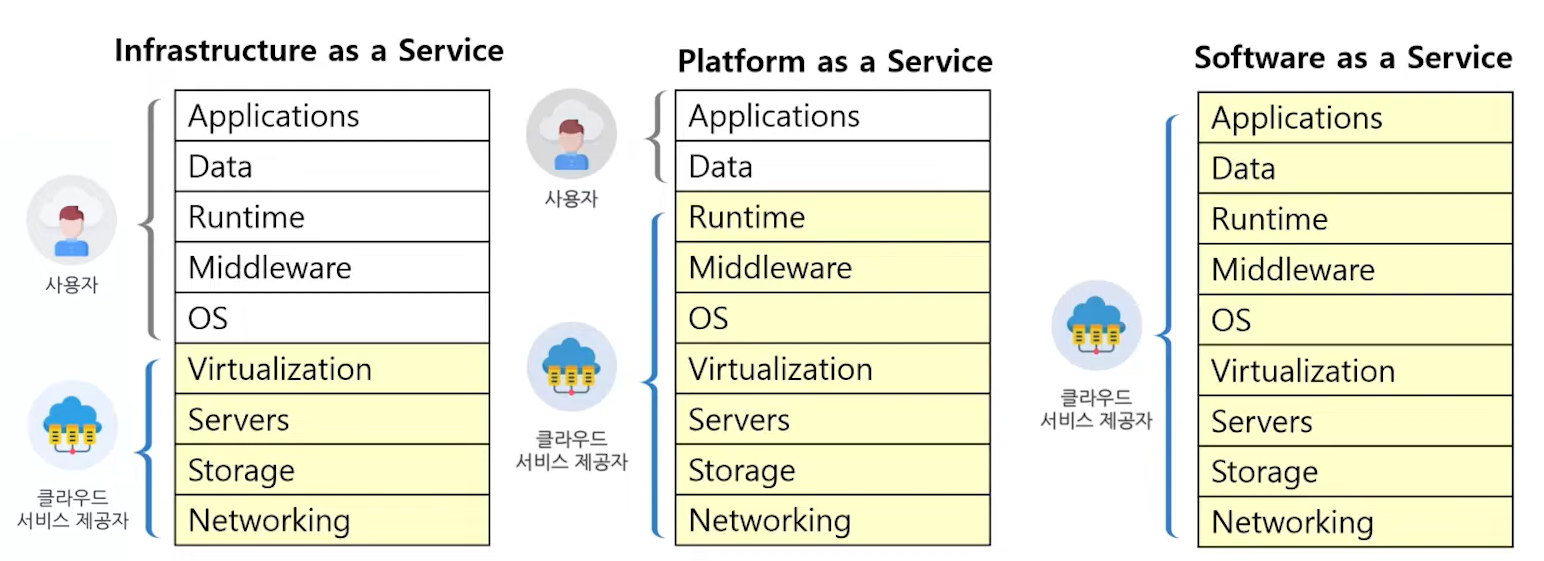 Infrastructure as a Service
Applications
Data
Runtime
Middleware
OS
Virtualization
Servers
Storage
Networking
사용자
클라우드
서비스 제공자
Platform as a Service
Applications
Data
Runtime
Middleware
OS
Virtualization
Servers
Storage
Networking
사용자
클라우드
서비스 제공자
Software as a Service
Applications
Data
Runtime
Middleware
OS
Virtualization
Servers
Storage
Networking
클라우드
서비스 제공자